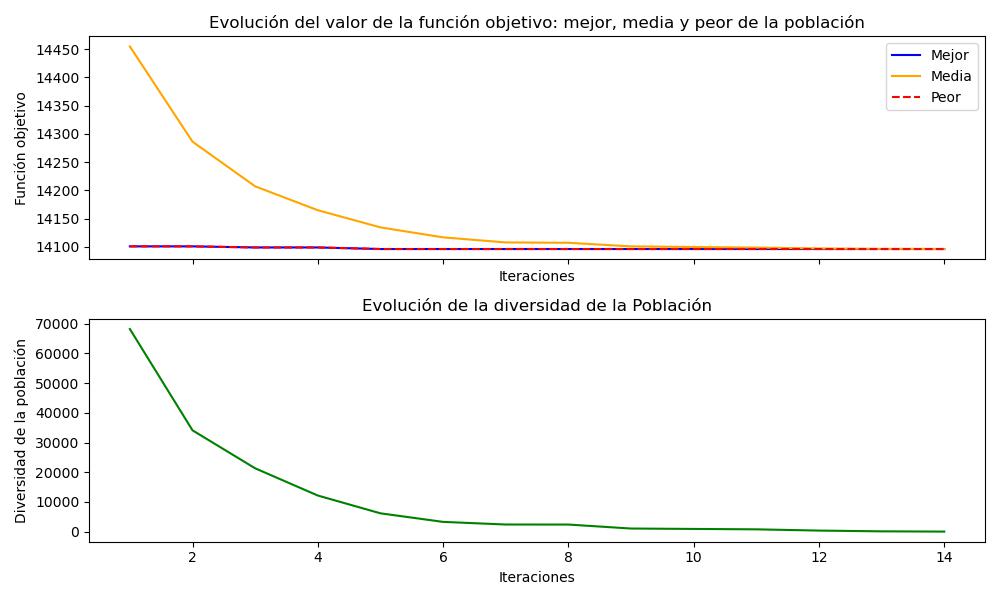 Evolución del valor de la función objetivo: mejor, media y peor de la población
14450
14400
14350
14300
14250
14200
14150
14100
Función objetivo
Mejor
Media
Peor
Iteraciones
Evolución de la diversidad de la Población
70000
60000
50000
40000
30000
20000
10000
0
Diversidad de la población
2 4 6 8 10 12 14
Iteraciones